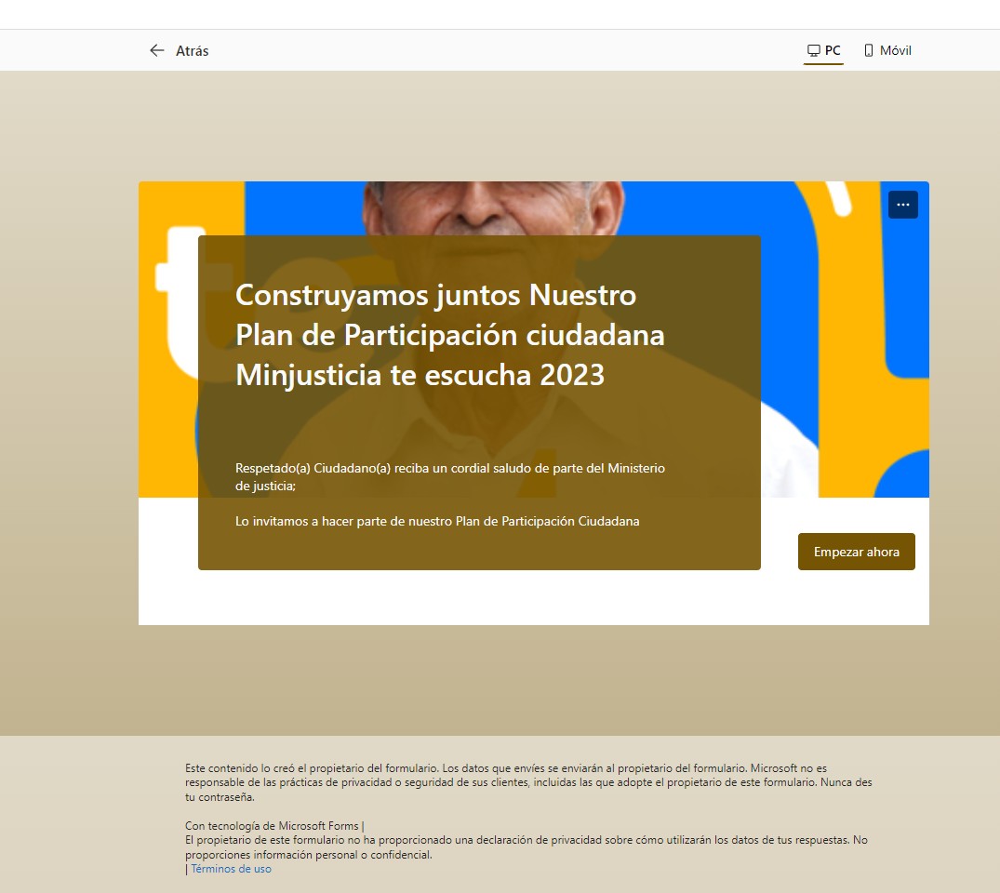 Atrás
PC
Móvil
te
Construyamos juntos Nuestro
Plan de Participación ciudadana
Minjusticia te escucha 2023
Respetado(a) Ciudadano(a) reciba un cordial saludo de parte del Ministerio
de justicia;
Lo invitamos a hacer parte de nuestro Plan de Participación Ciudadana
Empezar ahora
Este contenido lo creó el propietario del formulario. Los datos que envíes se enviarán al propietario del formulario. Microsoft no es
responsable de las prácticas de privacidad o seguridad de sus clientes, incluidas las que adopte el propietario de este formulario. Nunca des
tu contraseña.
Con tecnología de Microsoft Forms |
El propietario de este formulario no ha proporcionado una declaración de privacidad sobre cómo utilizarán los datos de tus respuestas. No
proporciones información personal o confidencial.
| Términos de uso